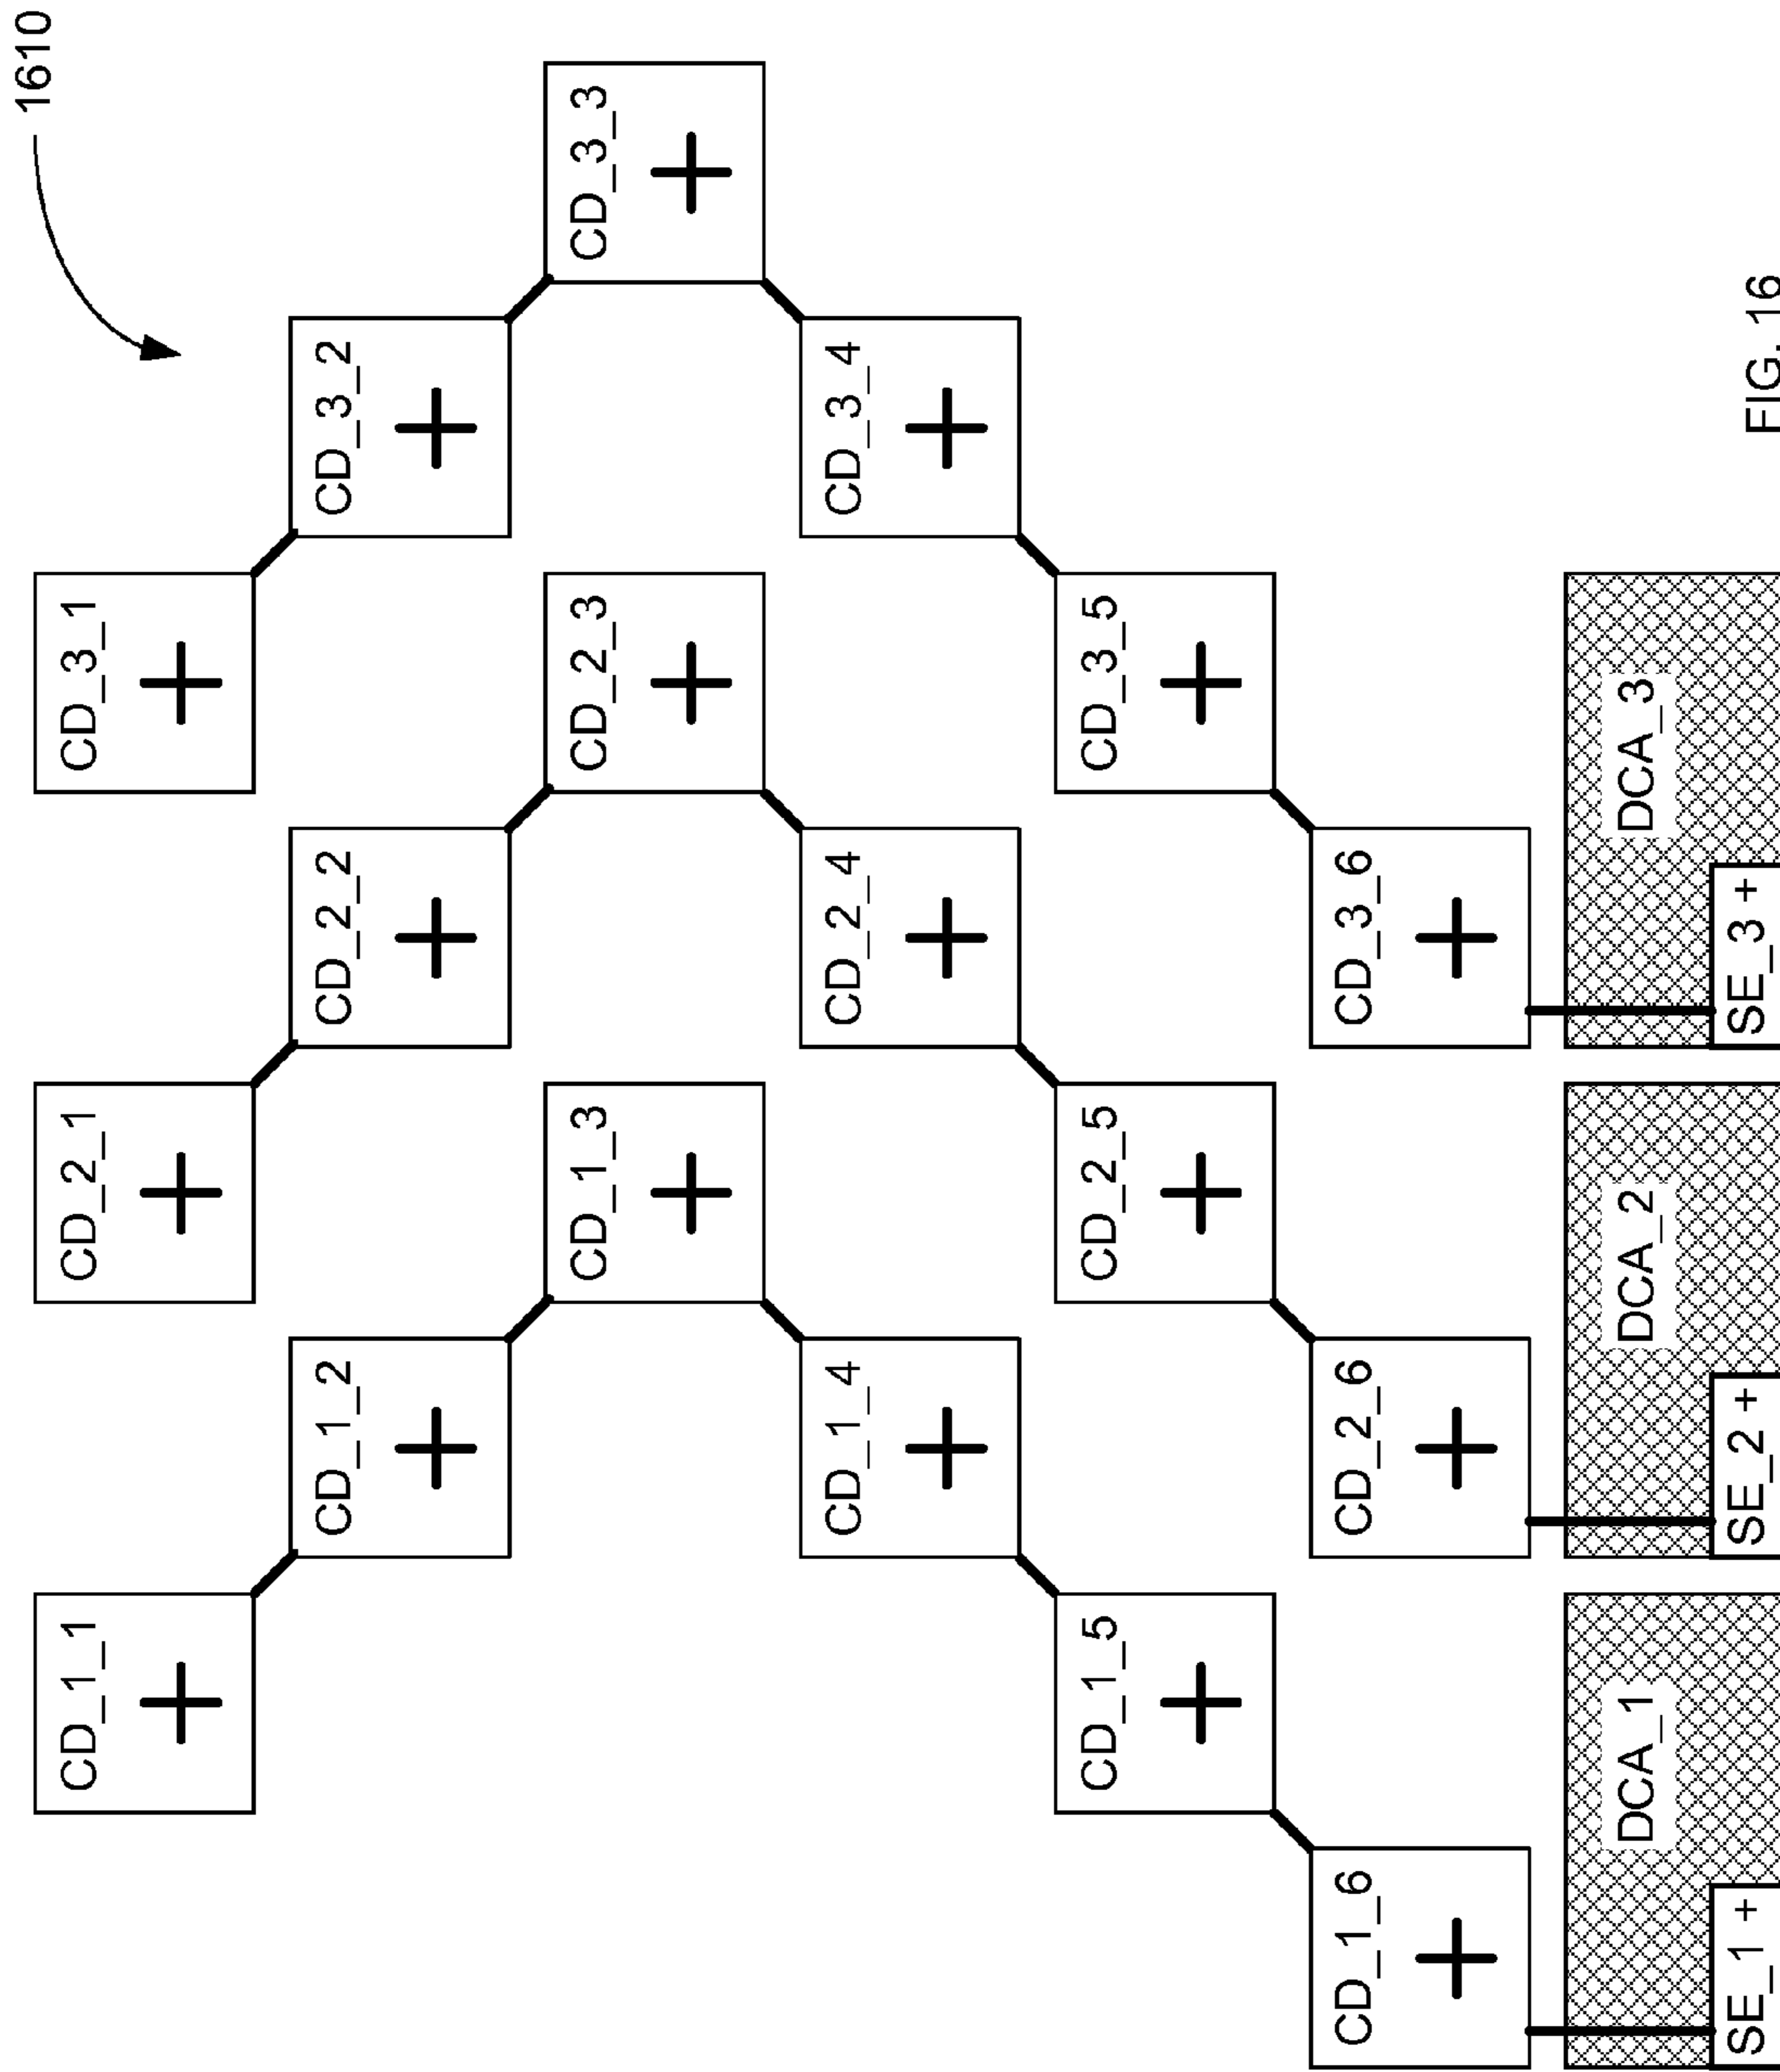 1610
CD_1_1
CD_2_1
CD_3_1
CD_1_2
CD_2_2
CD_3_2
CD_1_3
CD_2_3
CD_3_3
CD_1_4
CD_2_4
CD_3_4
CD_1_5
CD_2_5
CD_3_5
CD_1_6
CD_2_6
CD_3_6
DCA_1
DCA_2
DCA_3
SE_1 +
SE_2 +
SE_3 +
FIG. 16